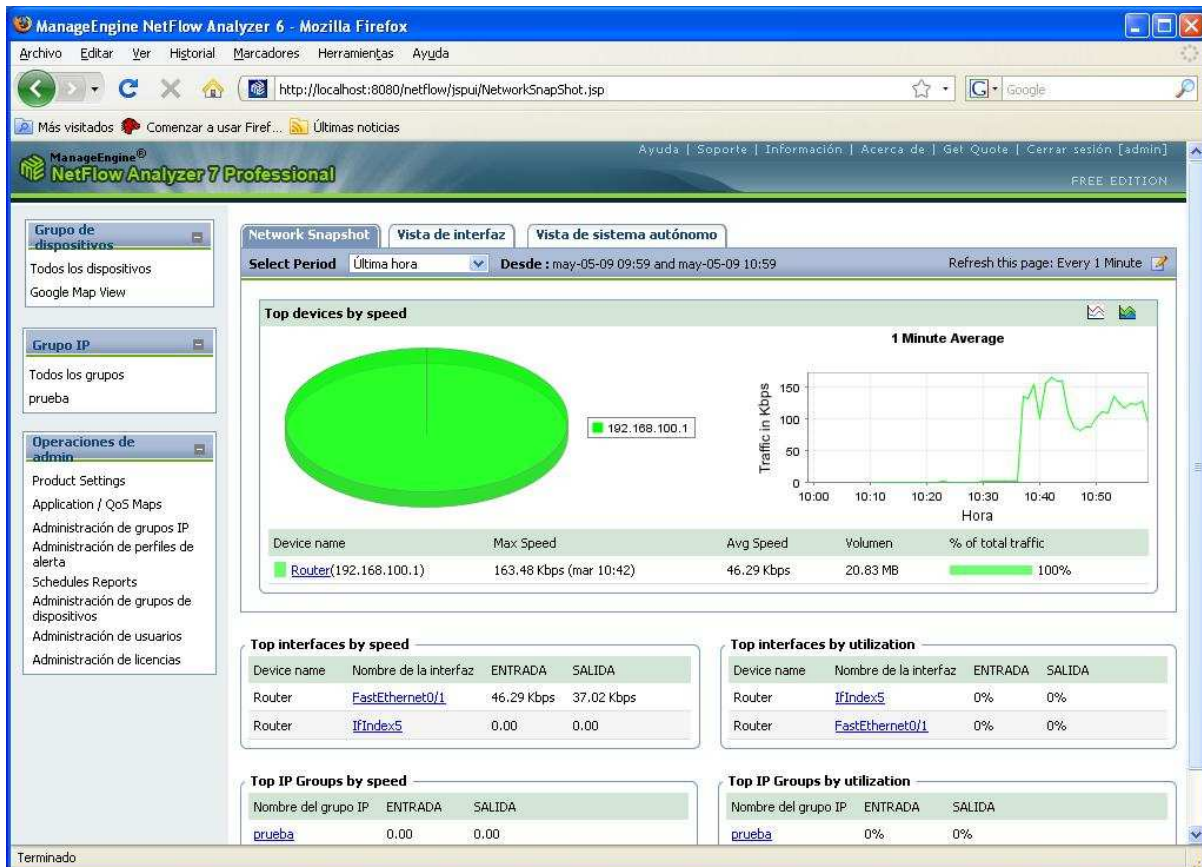 ManageEngine NetFlow Analyzer 6 - Mozilla Firefox
Archivo Editar Ver Historial Marcadores Herramientas Ayuda
http://localhost:8080/netflow/jspui/NetworkSnapShot.jsp
G Google
Más visitados Comenzar a usar Firef... Últimas noticias
ManageEngine®
NetFlow Analyzer 7 Professional
Ayuda | Soporte | Información | Acerca de | Get Quote | Cerrar sesión [admin]
FREE EDITION
Grupo de
dispositivos
Todos los dispositivos
Google Map View
Grupo IP
Todos los grupos
prueba
Operaciones de
admin
Product Settings
Application / QoS Maps
Administración de grupos IP
Administración de perfiles de
alerta
Schedules Reports
Administración de grupos de
dispositivos
Administración de usuarios
Administración de licencias
Network Snapshot Vista de interfaz Vista de sistema autónomo
Select Period Última hora Desde : may-05-09 09:59 and may-05-09 10:59 Refresh this page: Every 1 Minute
Top devices by speed
192.168.100.1
1 Minute Average
Traffic in Kbps
150
100
50
0
10:00 10:10 10:20 10:30 10:40 10:50
Hora
Device name Max Speed Avg Speed Volumen % of total traffic
Router(192.168.100.1) 163.48 Kbps (mar 10:42) 46.29 Kbps 20.83 MB 100%
Top interfaces by speed
Device name Nombre de la interfaz ENTRADA SALIDA
Router FastEthernet0/1 46.29 Kbps 37.02 Kbps
Router IfIndex5 0.00 0.00
Top interfaces by utilization
Device name Nombre de la interfaz ENTRADA SALIDA
Router IfIndex5 0% 0%
Router FastEthernet0/1 0% 0%
Top IP Groups by speed
Nombre del grupo IP ENTRADA SALIDA
prueba 0.00 0.00
Top IP Groups by utilization
Nombre del grupo IP ENTRADA SALIDA
prueba 0% 0%
Terminado